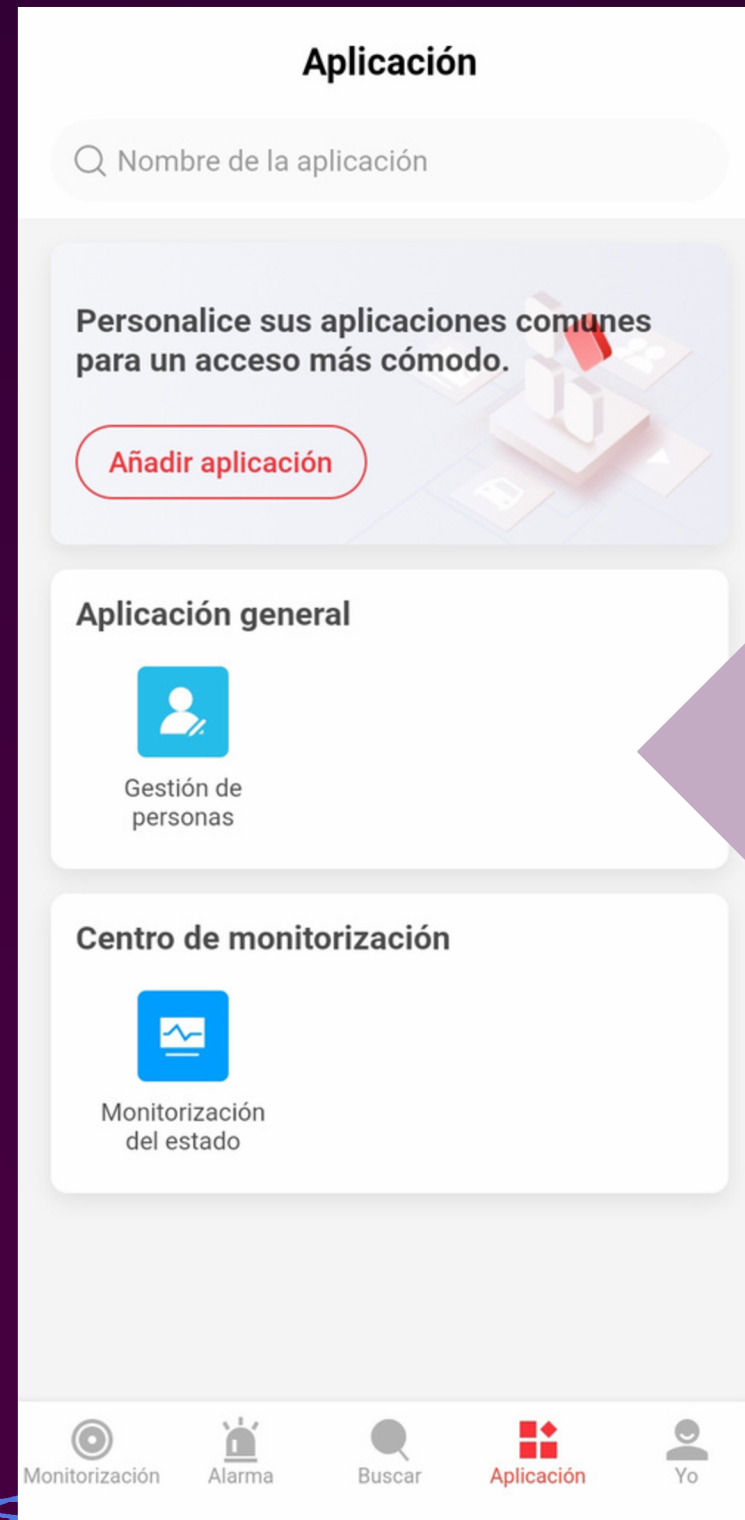 Aplicación
Nombre de la aplicación
Personalice sus aplicaciones comunes
para un acceso más cómodo.
Añadir aplicación
Aplicación general
Gestión de
personas
Centro de monitorización
Monitorización
del estado
Monitorización
Alarma
Buscar
Aplicación
Yo